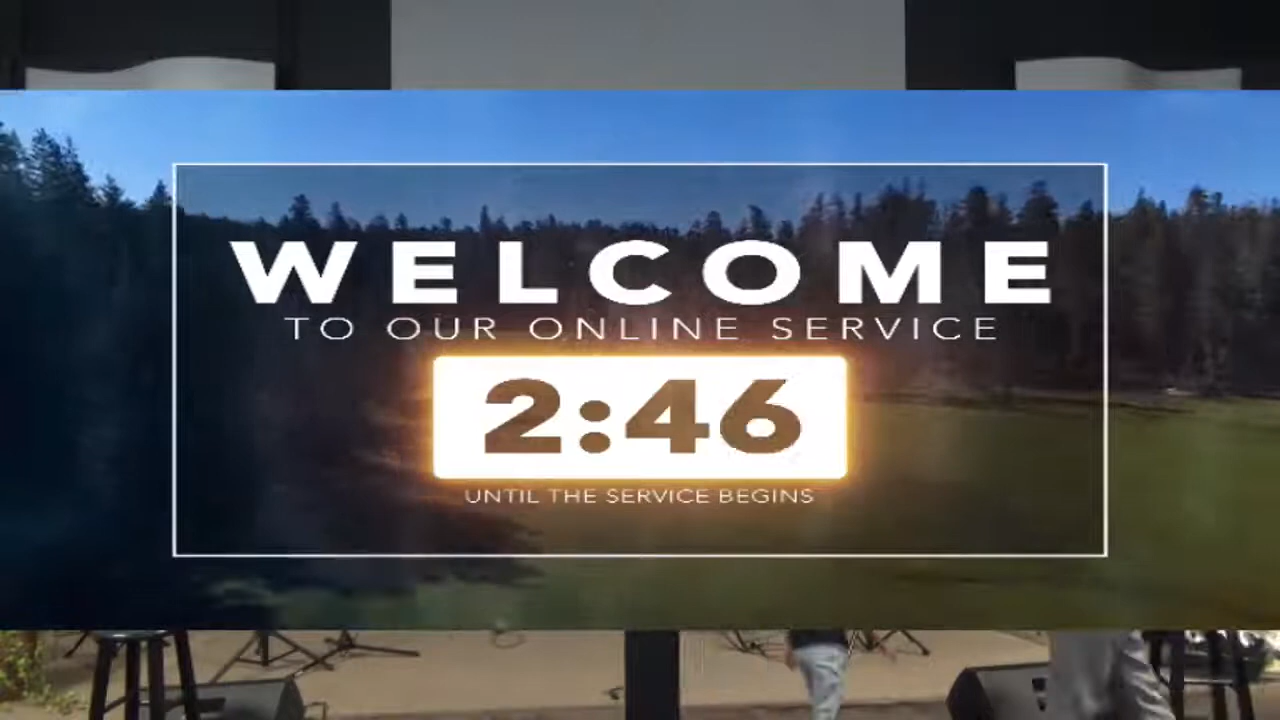 WELCOME
TO OUR ONLINE SERVICE
2:46
UNTIL THE SERVICE BEGINS